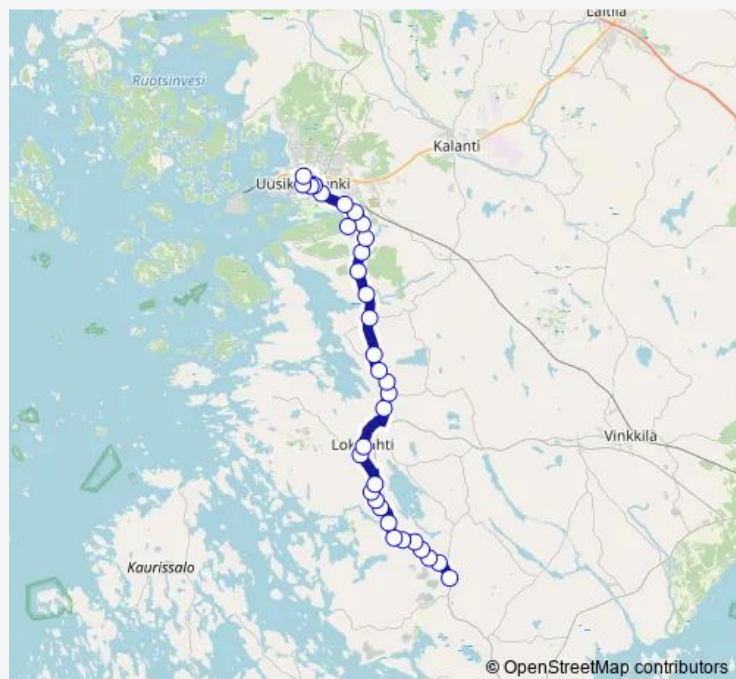 Laitila
Ruotsinvesi
Kalanti
Vinkkilä
Kaurissalo
© OpenStreetMap contributors